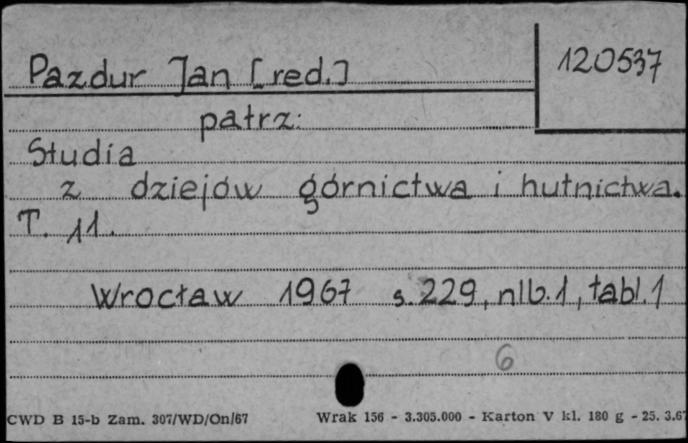 Pazdur Jan [red.]
120537
patrz:
Studia
z dziejów górnictwa i hutnictwa.
T. 11.
Wrocław 1967 s. 229, nlb. 1, tabl. 1
6
CWD B 15-b Zam. 307/WD/On/67 Wrak 156 - 3.305.000 - Karton V kl. 180 g - 25. 3.67